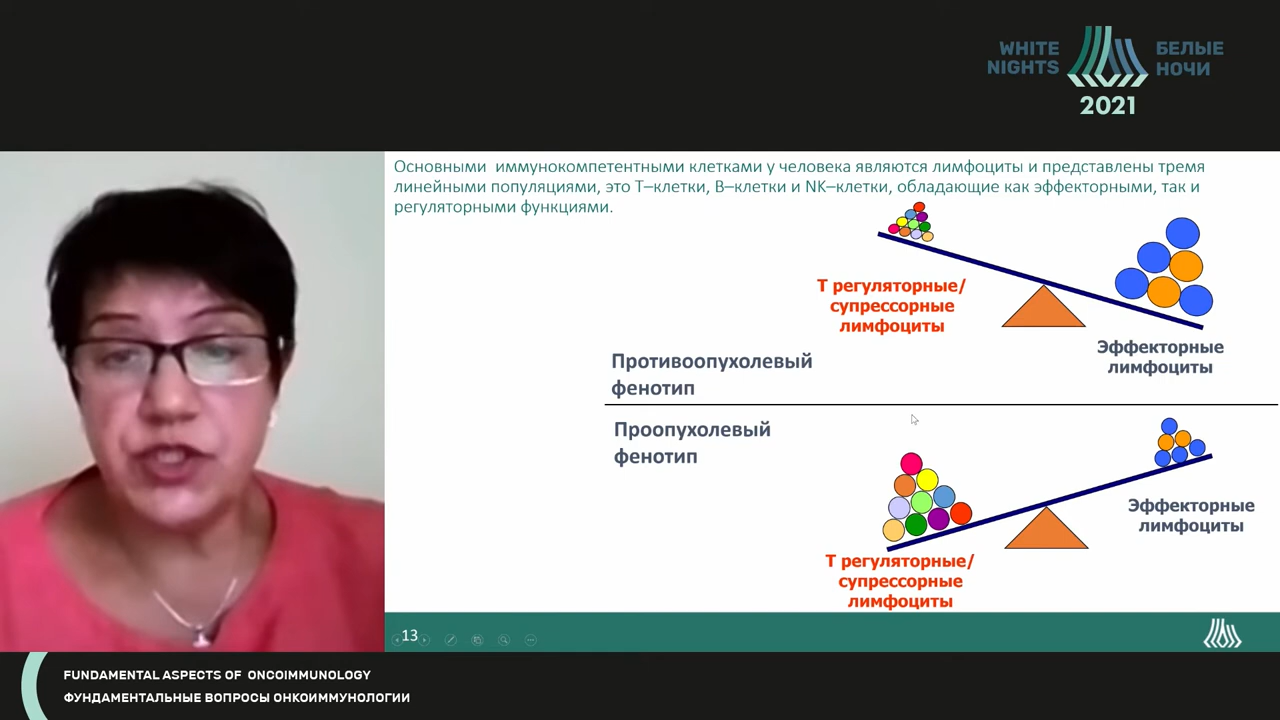 WHITE NIGHTS
БЕЛЫЕ НОЧИ
2021
Основными иммунокомпетентными клетками у человека являются лимфоциты и представлены тремя
линейными популяциями, это Т–клетки, В–клетки и NK–клетки, обладающие как эффекторными, так и
регуляторными функциями.
Т регуляторные/
супрессорные
лимфоциты
Эффекторные
лимфоциты
Противоопухолевый
фенотип
Проопухолевый
фенотип
Эффекторные
лимфоциты
Т регуляторные/
супрессорные
лимфоциты
13
FUNDAMENTAL ASPECTS OF ONCOIMMUNOLOGY
ФУНДАМЕНТАЛЬНЫЕ ВОПРОСЫ ОНКОИММУНОЛОГИИ